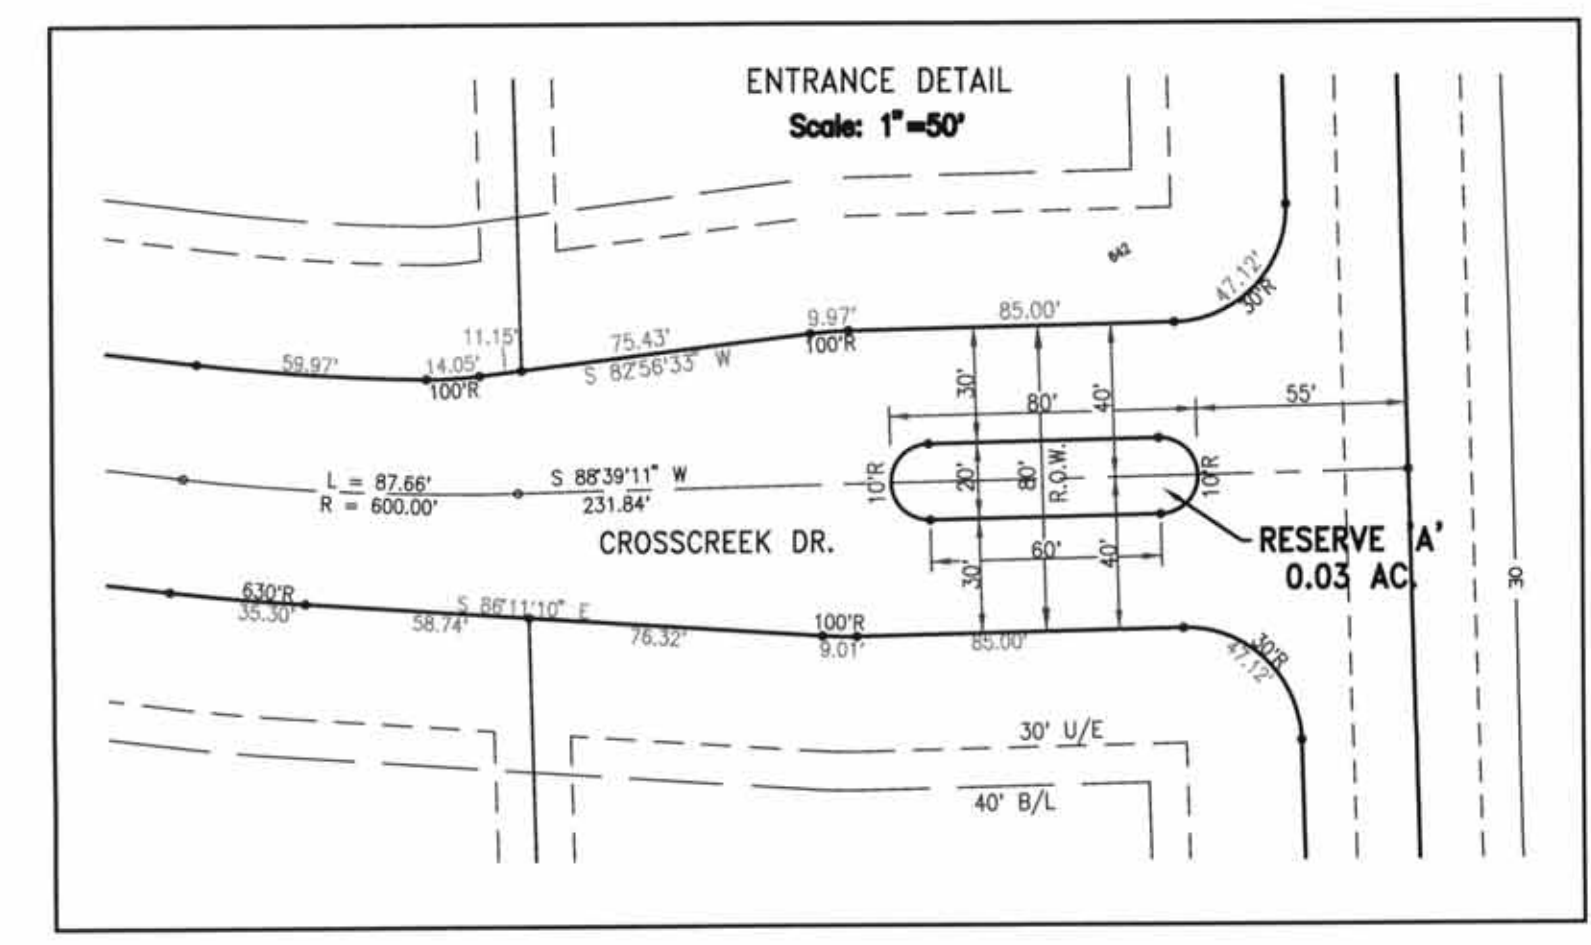 ENTRANCE DETAIL
Scale: 1"=50'
642
47.12'
30'R
85.00'
9.97'
100'R
75.43'
S 82°56'33" W
11.15'
14.05'
100'R
59.97'
30'
80'
40'
55'
L = 87.66'
R = 600.00'
S 88°39'11" W
231.84'
10'R
20'
80'
R.O.W.
10'R
CROSSCREEK DR.
RESERVE 'A'
0.03 AC.
60'
30'
40'
30
630'R
35.30'
S 86°11'10" E
58.74'
76.32'
100'R
9.01'
85.00'
30'R
47.12'
30' U/E
40' B/L